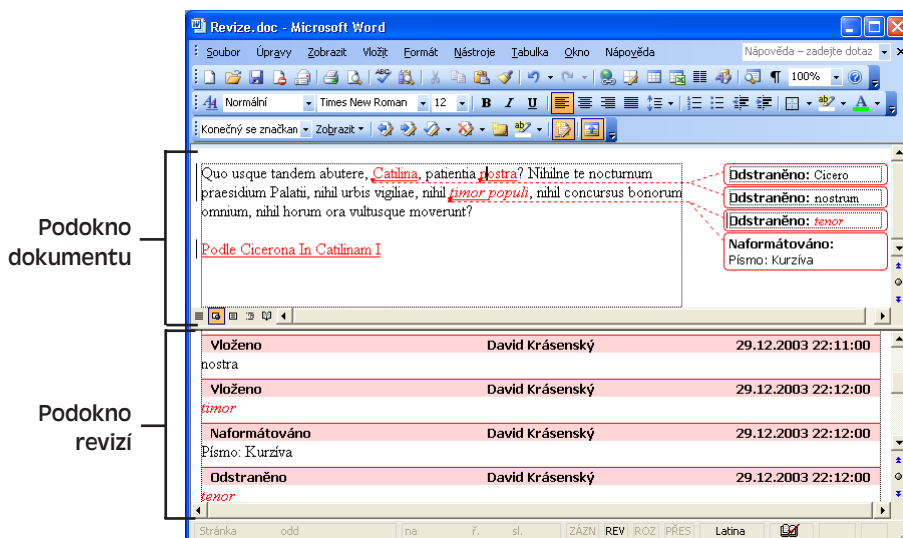 Revize.doc - Microsoft Word
Soubor Úpravy Zobrazit Vložit Formát Nástroje Tabulka Okno Nápověda Nápověda – zadejte dotaz
100%
Normální Times New Roman 12 B I U
Konečný se značkan Zobrazit
Quo usque tandem abutere, Catilina, patientia nostra? Nihilne te nocturnum
praesidium Palatii, nihil urbis vigiliae, nihil timor populi, nihil concursus bonorum
omnium, nihil horum ora vultusque moverunt?
Podle Cicerona In Catilinam I
Odstraněno: Cicero
Odstraněno: nostrum
Odstraněno: tenor
Naformátováno:
Písmo: Kurzíva
Podokno
dokumentu
Vloženo David Krásenský 29.12.2003 22:11:00
nostra
Vloženo David Krásenský 29.12.2003 22:12:00
timor
Naformátováno David Krásenský 29.12.2003 22:12:00
Písmo: Kurzíva
Odstraněno David Krásenský 29.12.2003 22:12:00
tenor
Podokno
revizí
Stránka odd na ř. sl. ZÁZN REV ROZ PŘES Latina